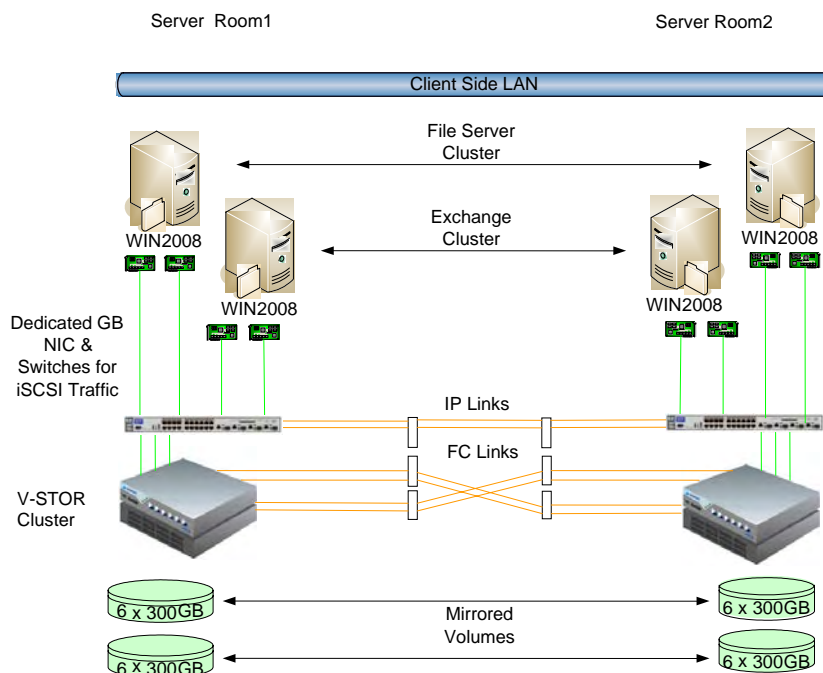 Server Room1
Server Room2
Client Side LAN
File Server
Cluster
WIN2008
WIN2008
Exchange
Cluster
WIN2008
WIN2008
Dedicated GB
NIC &
Switches for
iSCSI Traffic
IP Links
FC Links
V-STOR
Cluster
6 x 300GB
6 x 300GB
Mirrored
Volumes
6 x 300GB
6 x 300GB